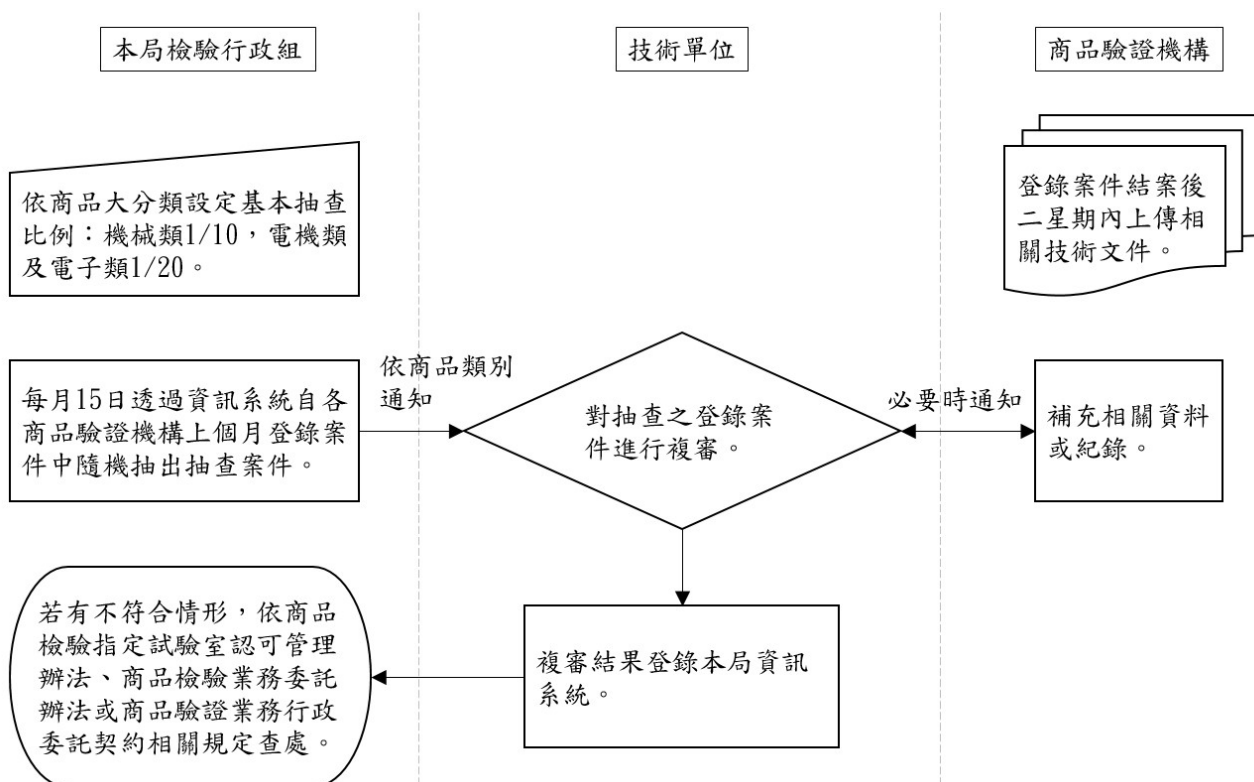 本局檢驗行政組
技術單位
商品驗證機構
依商品大分類設定基本抽查
比例：機械類1/10，電機類
及電子類1/20。
登錄案件結案後
二星期內上傳相
關技術文件。
每月15日透過資訊系統自各
商品驗證機構上個月登錄案
件中隨機抽出抽查案件。
依商品類別
通知
對抽查之登錄案
件進行複審。
必要時通知
補充相關資料
或紀錄。
若有不符合情形，依商品
檢驗指定試驗室認可管理
辦法、商品檢驗業務委託
辦法或商品驗證業務行政
委託契約相關規定查處。
複審結果登錄本局資訊
系統。